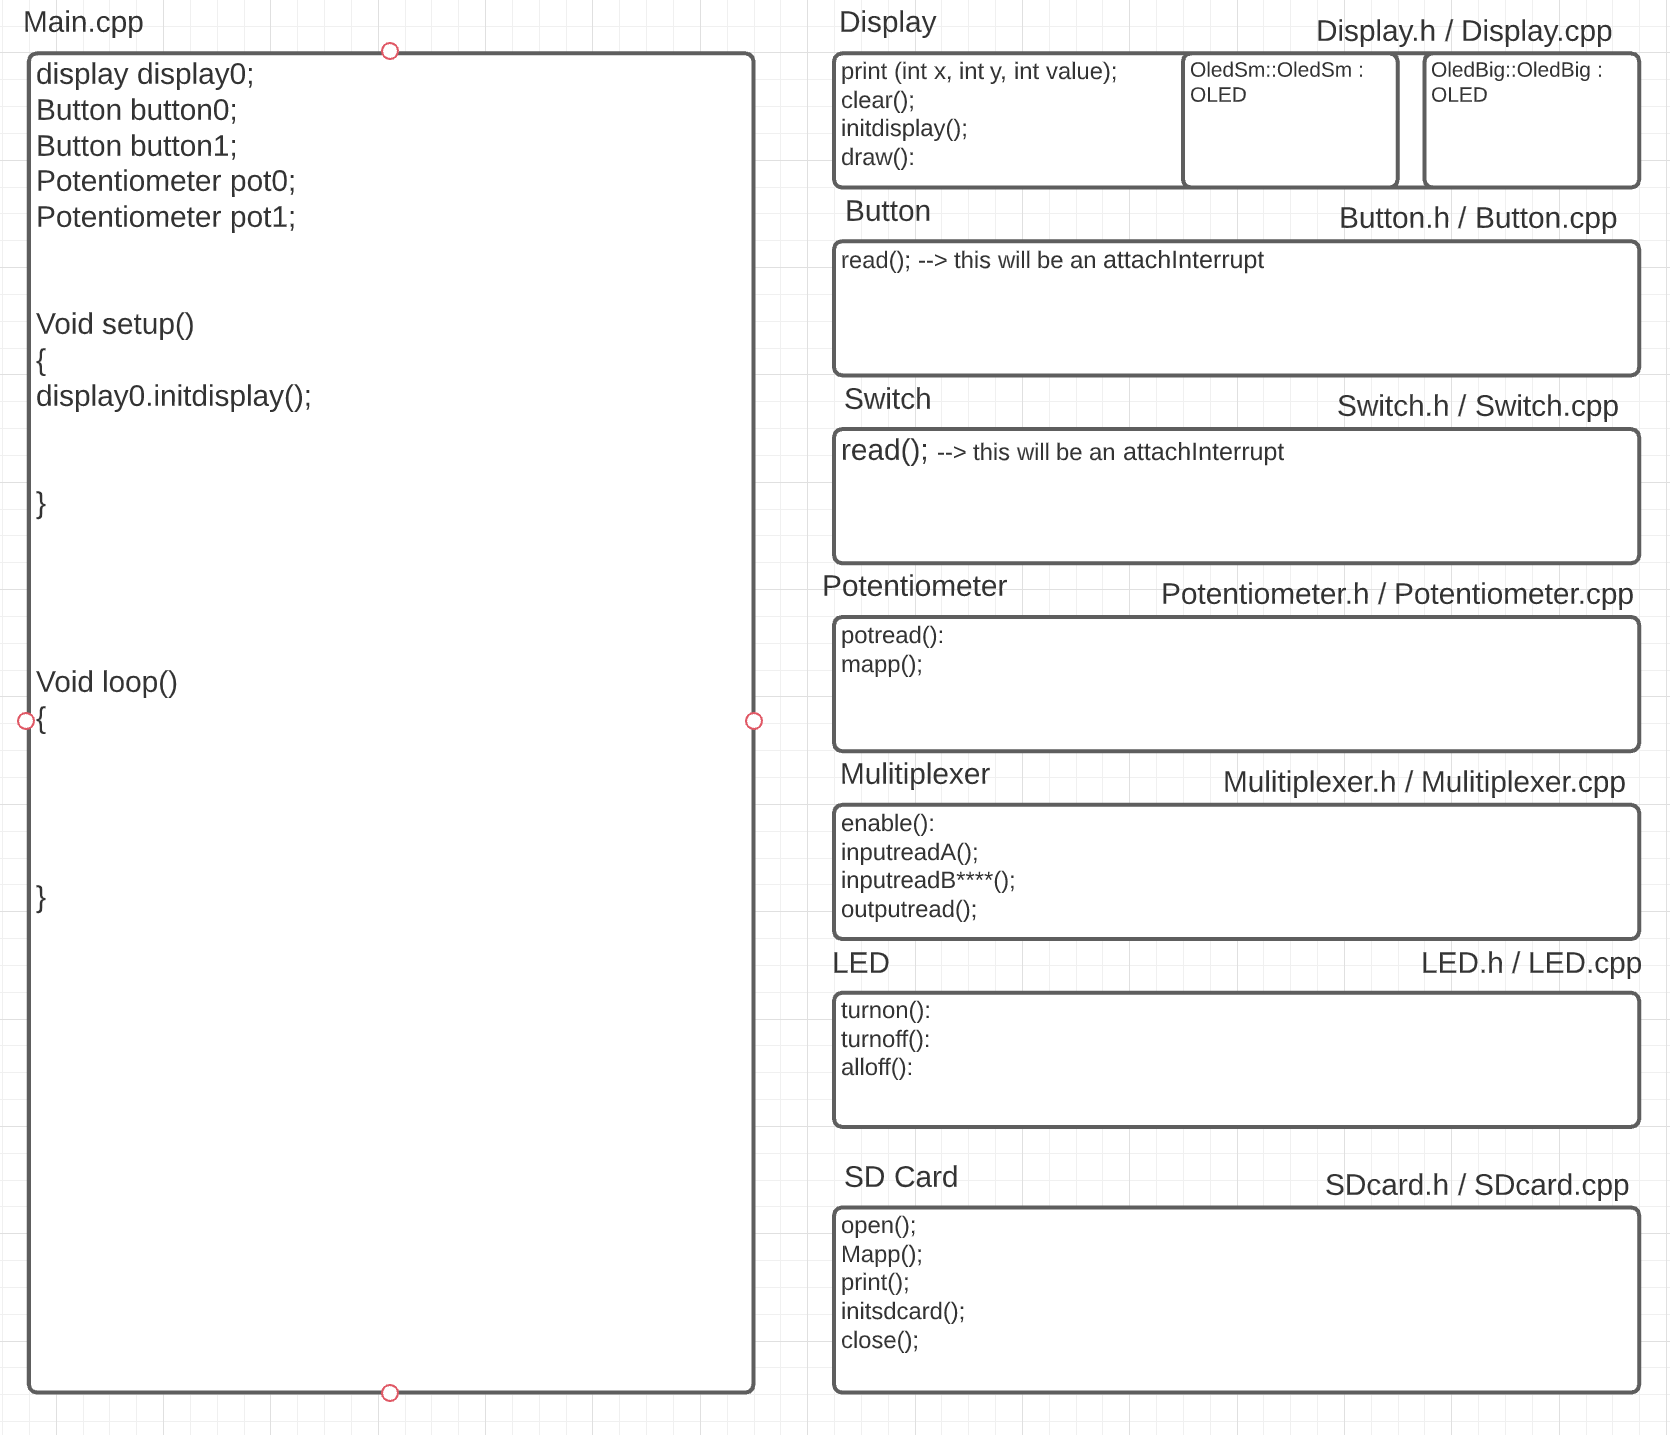 Main.cpp
display display0;
Button button0;
Button button1;
Potentiometer pot0;
Potentiometer pot1;
Void setup()
{
display0.initdisplay();
}
Void loop()
{
}
Display
Display.h / Display.cpp
print (int x, int y, int value);
clear();
initdisplay();
draw():
OledSm::OledSm :
OLED
OledBig::OledBig :
OLED
Button
Button.h / Button.cpp
read(); --> this will be an attachInterrupt
Switch
Switch.h / Switch.cpp
read(); --> this will be an attachInterrupt
Potentiometer
Potentiometer.h / Potentiometer.cpp
potread():
mapp();
Mulitiplexer
Mulitiplexer.h / Mulitiplexer.cpp
enable():
inputreadA();
inputreadB****();
outputread();
LED
LED.h / LED.cpp
turnon():
turnoff():
alloff():
SD Card
SDcard.h / SDcard.cpp
open();
Mapp();
print();
initsdcard();
close();